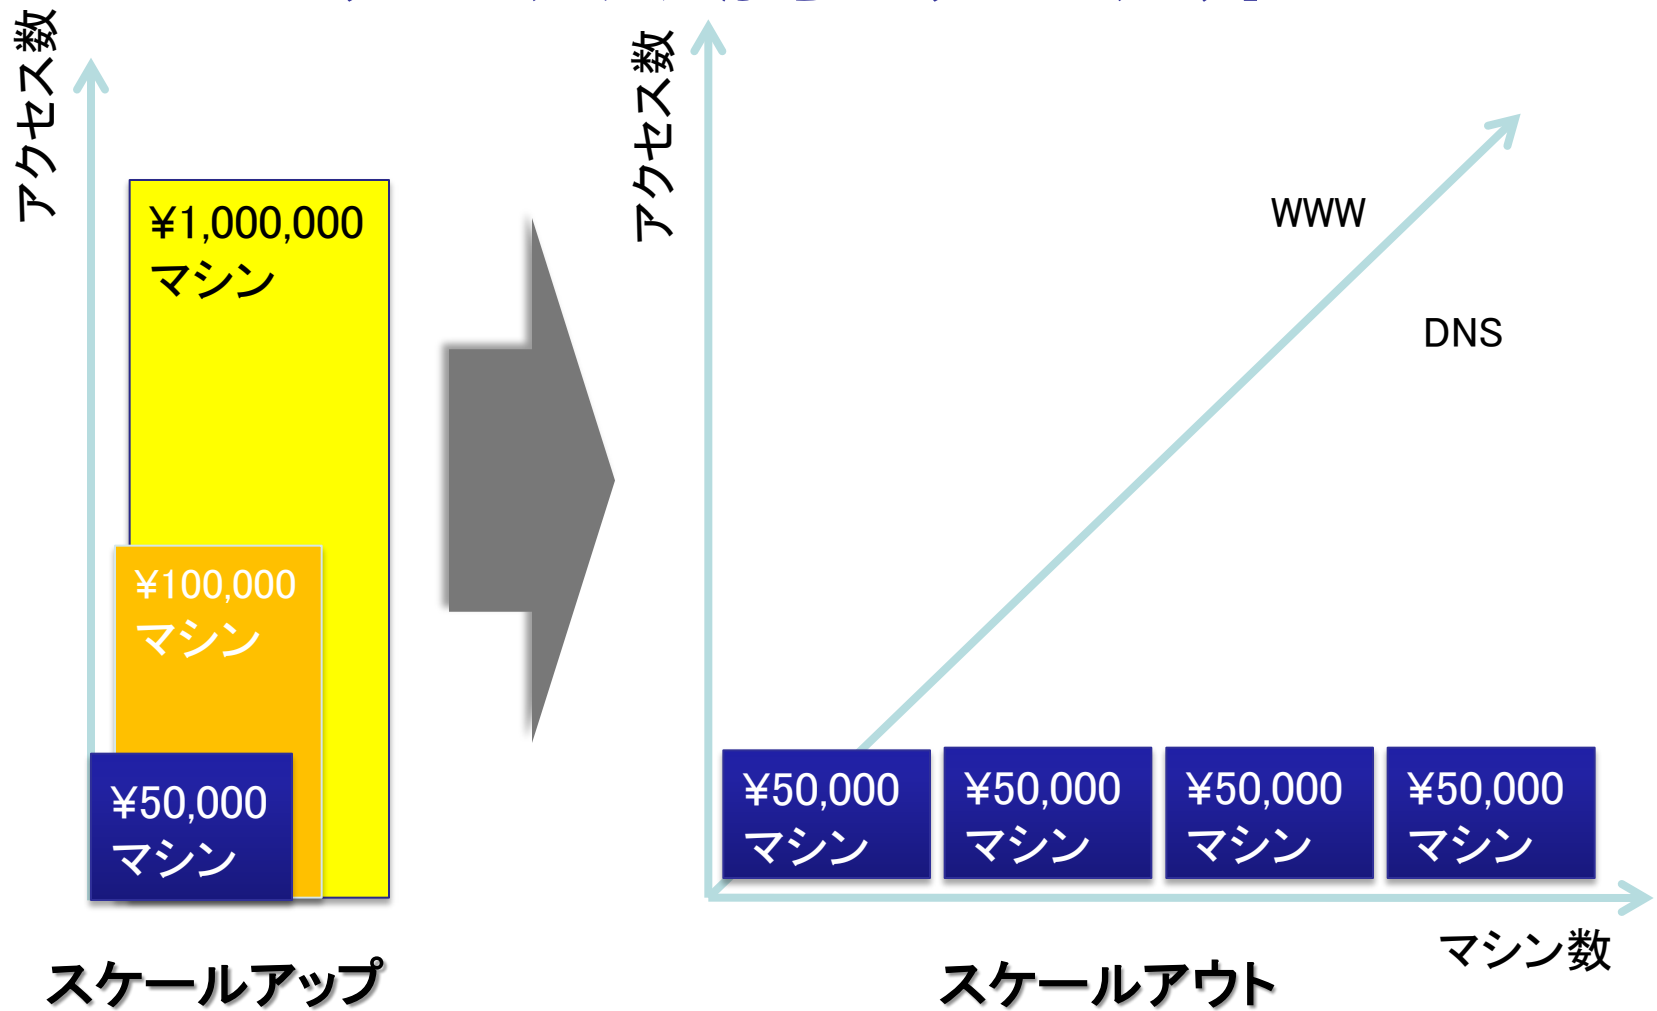 アクセス数
¥1,000,000
マシン
¥100,000
マシン
¥50,000
マシン
スケールアップ
アクセス数
WWW
DNS
¥50,000
マシン
¥50,000
マシン
¥50,000
マシン
¥50,000
マシン
マシン数
スケールアウト